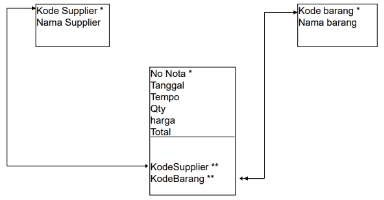 Kode Supplier *
Nama Supplier
Kode barang *
Nama barang
No Nota *
Tanggal
Tempo
Qty
harga
Total
KodeSupplier **
KodeBarang **